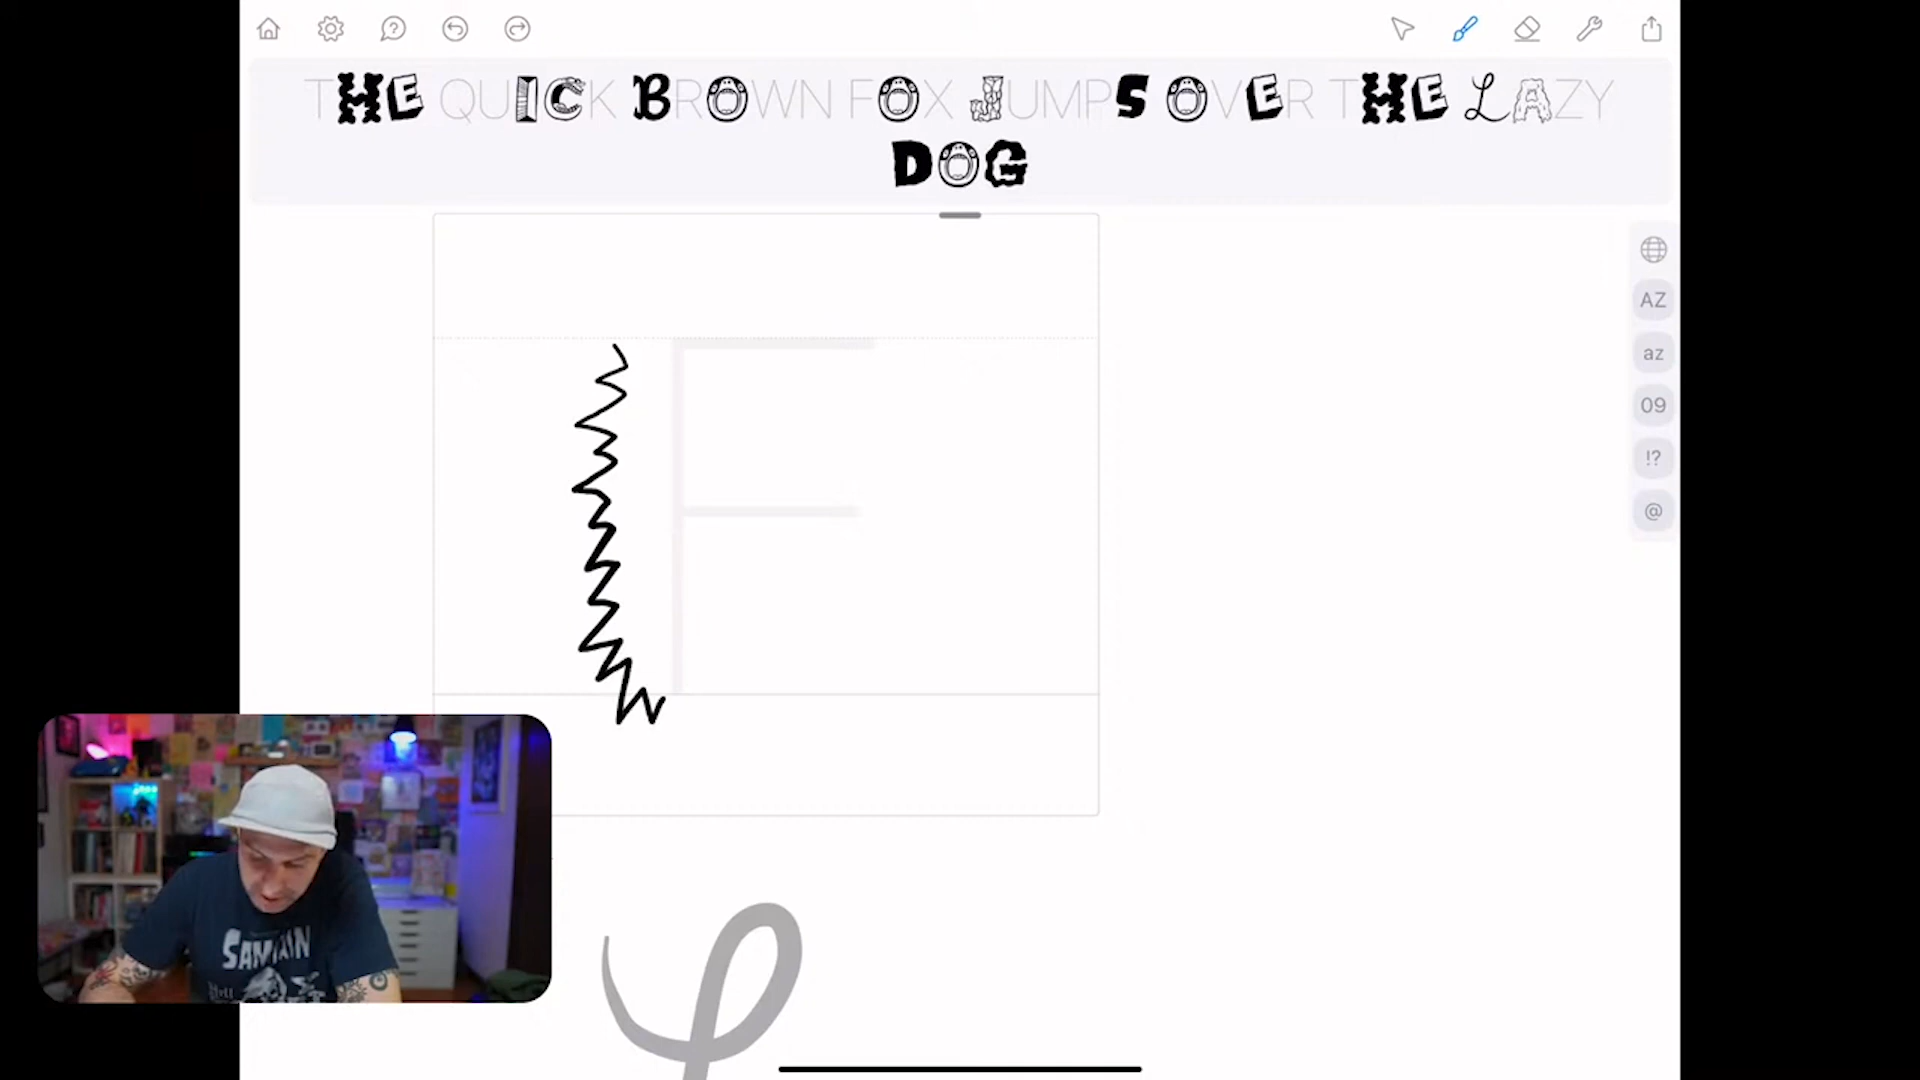 THE QUICK BROWN FOX JUMPS OVER THE LAZY
DOG
AZ
az
09
!?
@
SAMHAIN